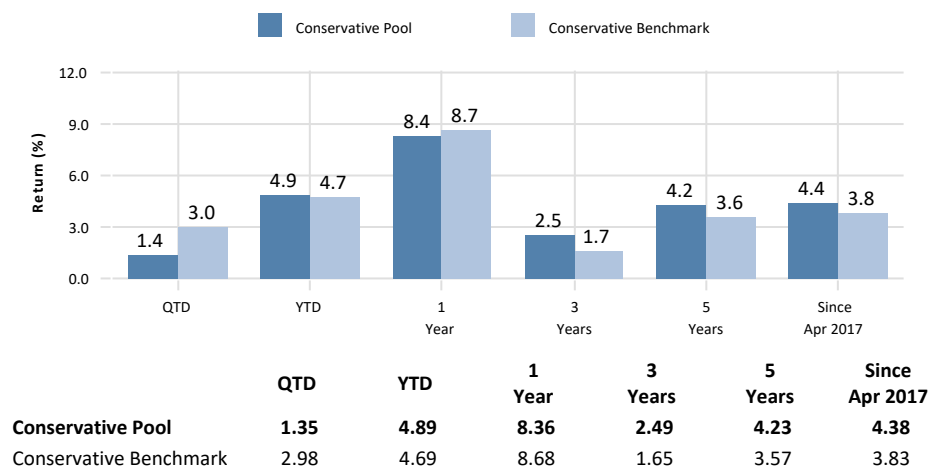 Conservative Pool Conservative Benchmark
12.0
9.0
6.0
3.0
0.0
Return (%)
1.4 3.0 4.9 4.7 8.4 8.7 2.5 1.7 4.2 3.6 4.4 3.8
QTD YTD 1 3 5 Since
Year Years Years Apr 2017
QTD YTD 1 3 5 Since
Year Years Years Apr 2017
Conservative Pool 1.35 4.89 8.36 2.49 4.23 4.38
Conservative Benchmark 2.98 4.69 8.68 1.65 3.57 3.83